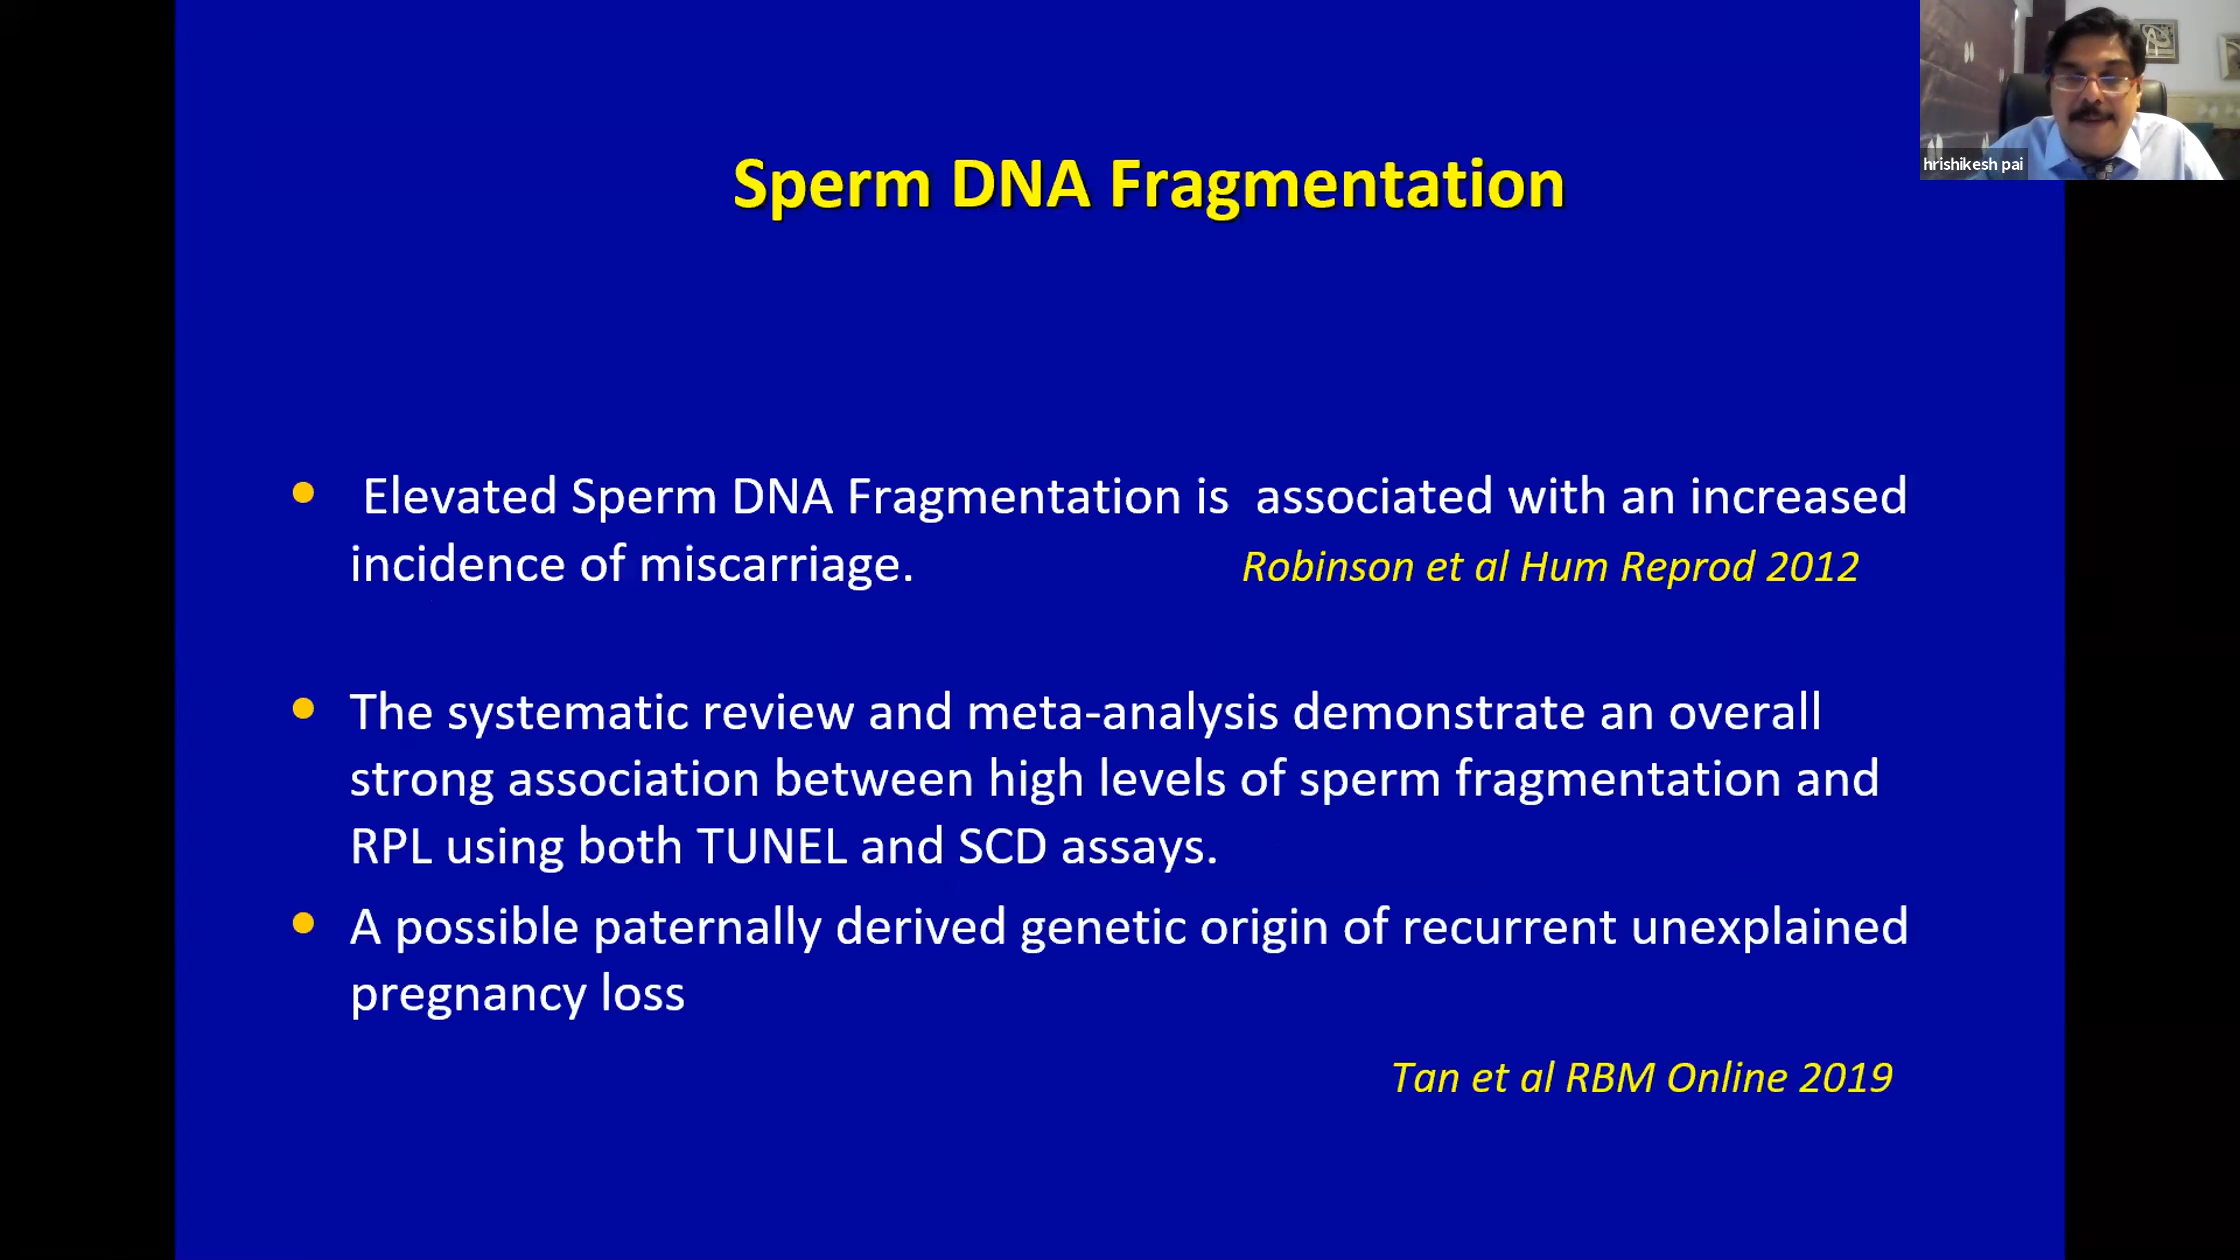 hrishikesh pai
Sperm DNA Fragmentation
• Elevated Sperm DNA Fragmentation is associated with an increased
incidence of miscarriage. Robinson et al Hum Reprod 2012
• The systematic review and meta-analysis demonstrate an overall
strong association between high levels of sperm fragmentation and
RPL using both TUNEL and SCD assays.
• A possible paternally derived genetic origin of recurrent unexplained
pregnancy loss
Tan et al RBM Online 2019